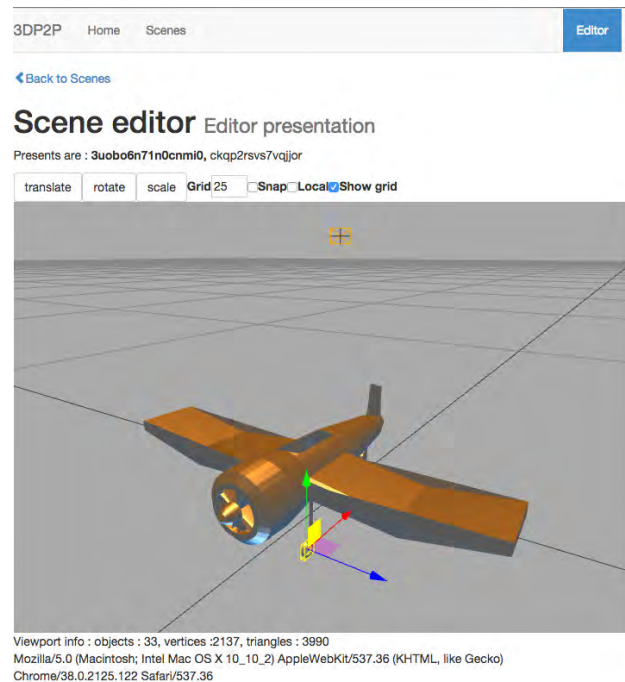 3DP2P Home Scenes Editor
Back to Scenes
Scene editor Editor presentation
Presents are : 3uobo6n71n0cnmi0, ckqp2rsvs7vqjjor
translate rotate scale Grid 25 Snap Local Show grid
Viewport info : objects : 33, vertices :2137, triangles : 3990
Mozilla/5.0 (Macintosh; Intel Mac OS X 10_10_2) AppleWebKit/537.36 (KHTML, like Gecko)
Chrome/38.0.2125.122 Safari/537.36